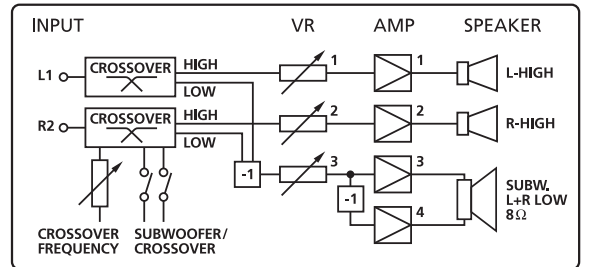 INPUT VR AMP SPEAKER
L1 CROSSOVER HIGH 1 1 L-HIGH
LOW
R2 CROSSOVER HIGH 2 2 R-HIGH
LOW
-1 3 3
-1 4
SUBW.
L+R LOW
8Ω
CROSSOVER
FREQUENCY
SUBWOOFER/
CROSSOVER